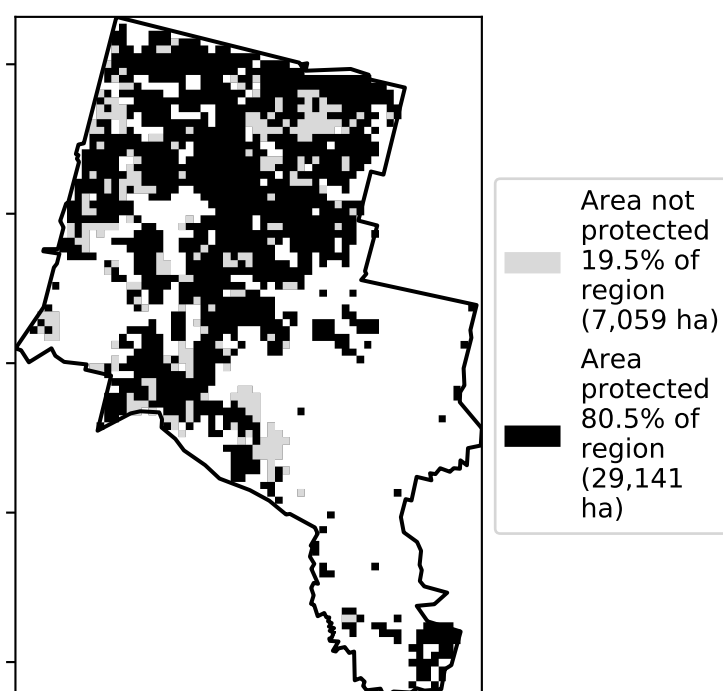 Area not
protected
19.5% of
region
(7,059 ha)
Area
protected
80.5% of
region
(29,141
ha)